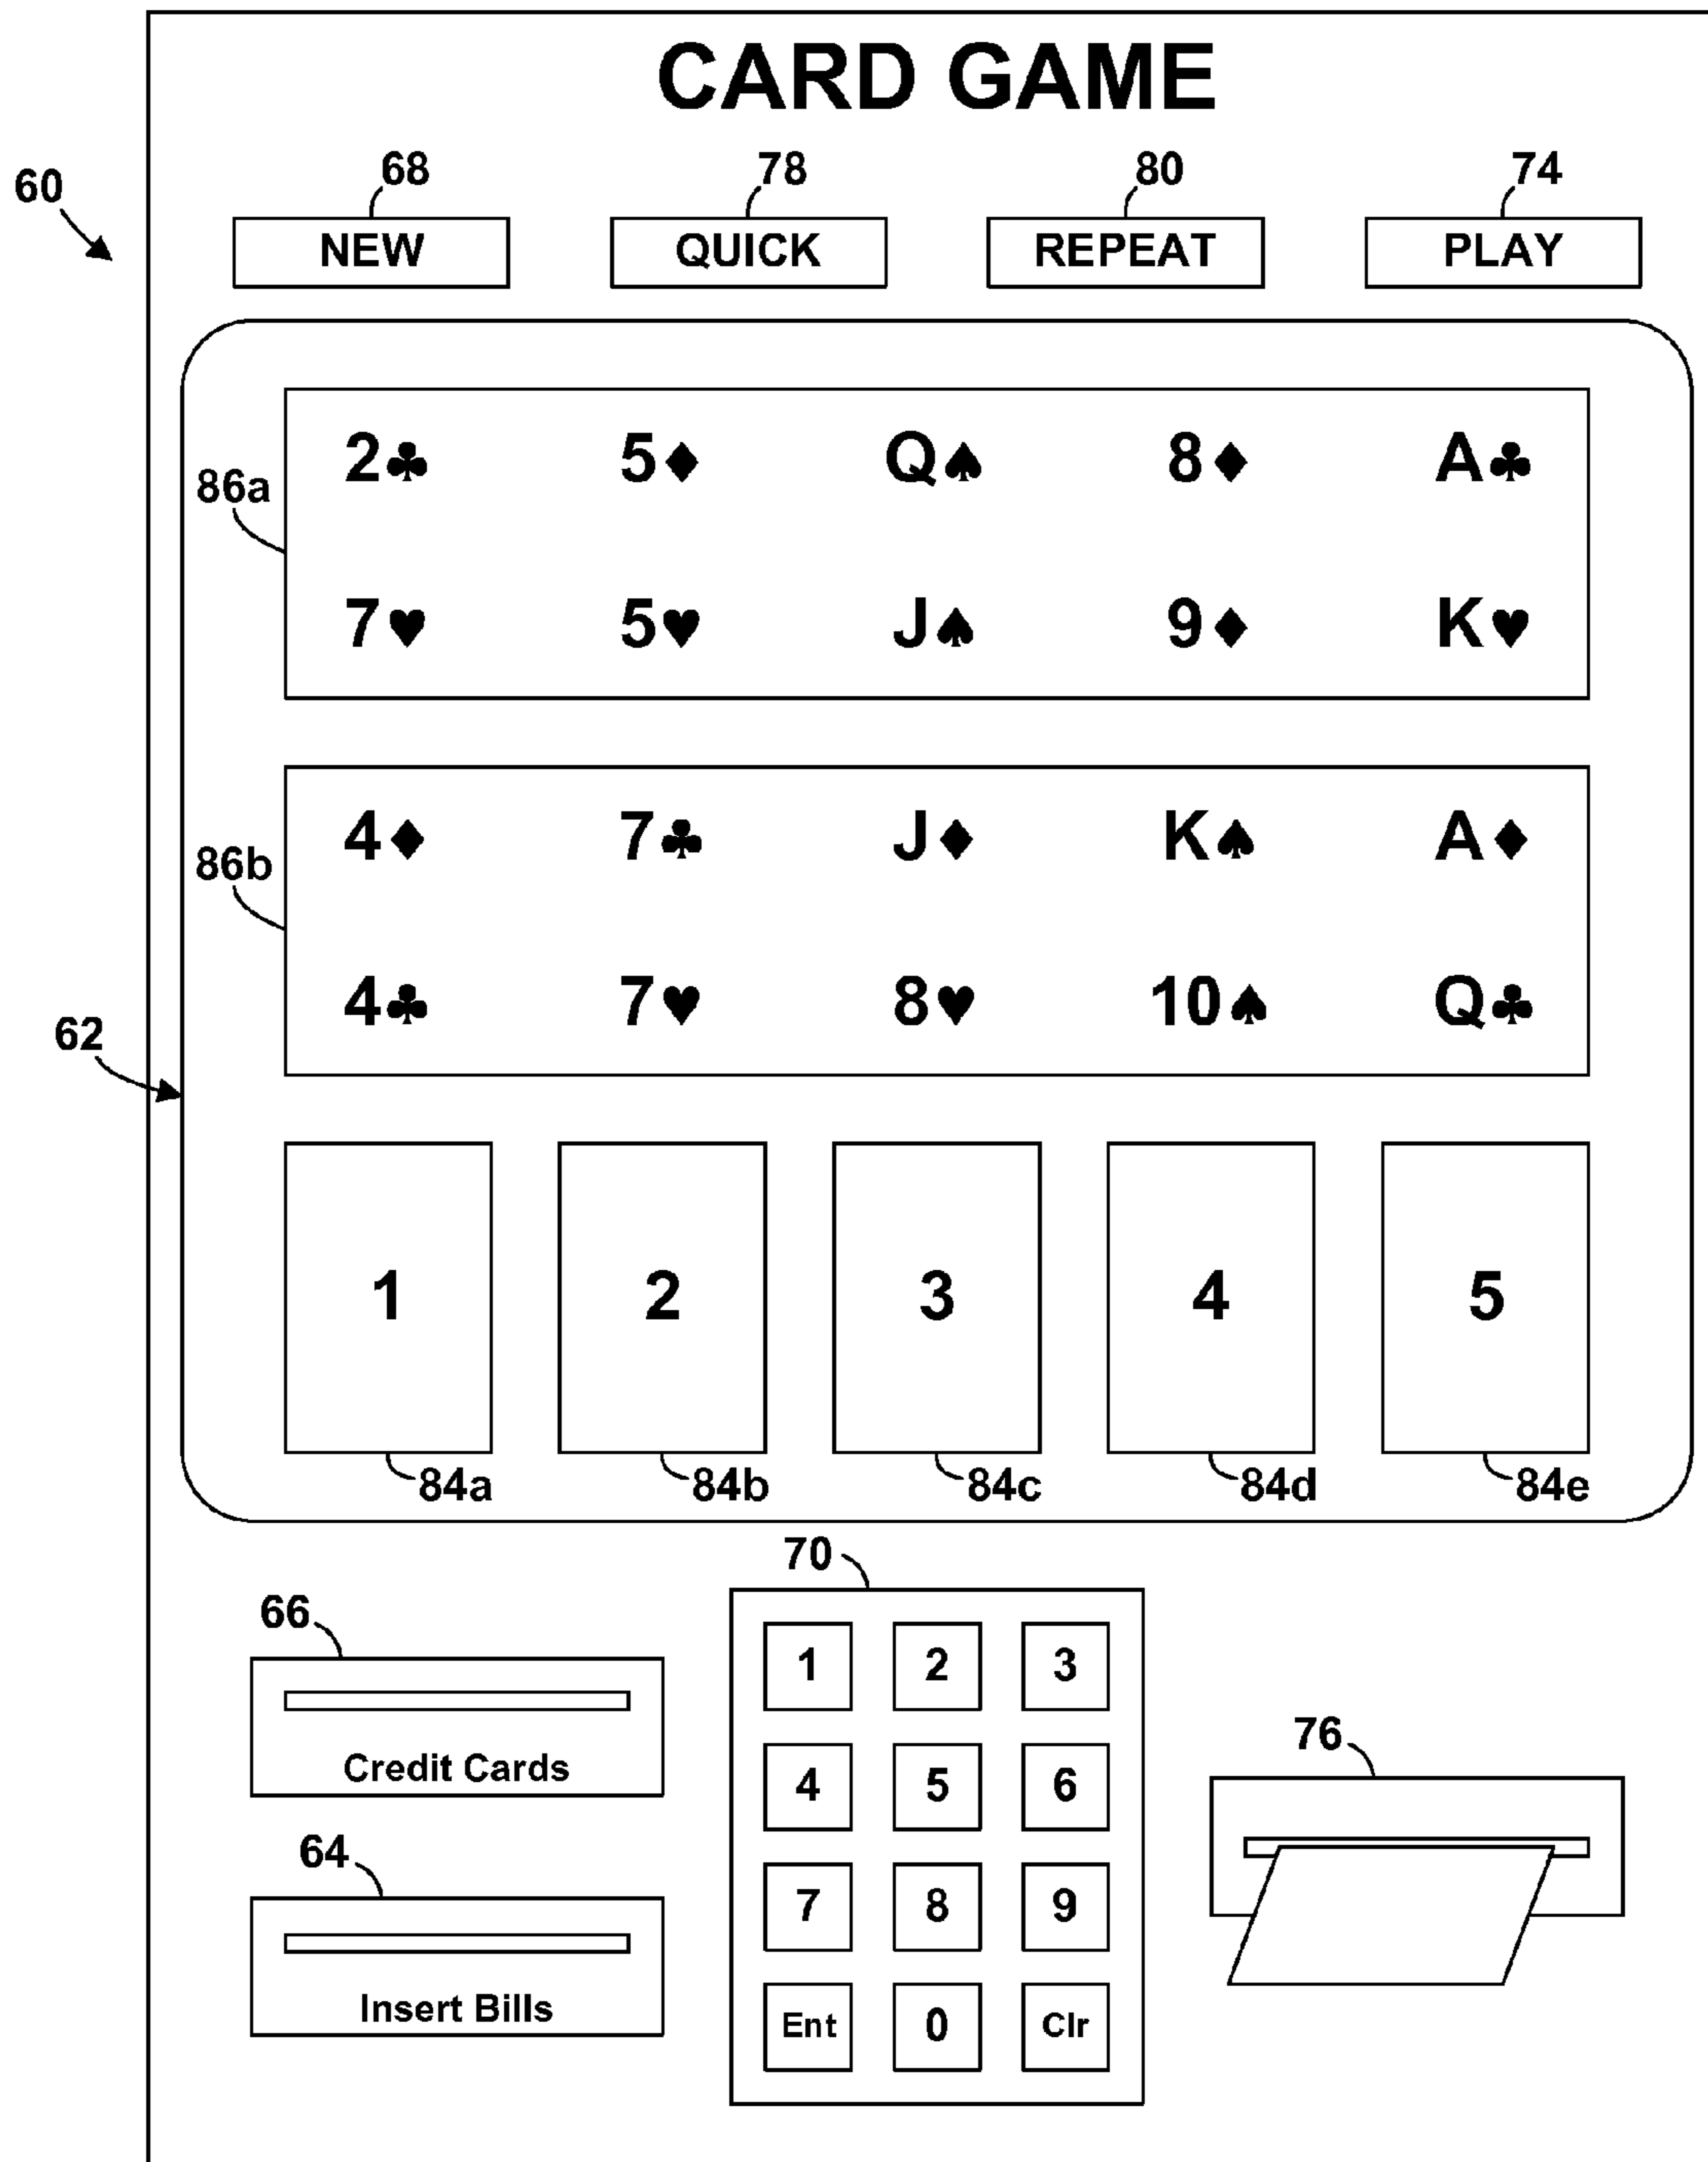 CARD GAME
60
68 78 80 74
NEW QUICK REPEAT PLAY
86a
2♣ 5♦ Q♠ 8♦ A♣
7♥ 5♥ J♠ 9♦ K♥
86b
4♦ 7♣ J♦ K♠ A♦
4♣ 7♥ 8♥ 10♠ Q♣
62
1 2 3 4 5
84a 84b 84c 84d 84e
70
66
Credit Cards
64
Insert Bills
1 2 3
4 5 6
7 8 9
Ent 0 Clr
76